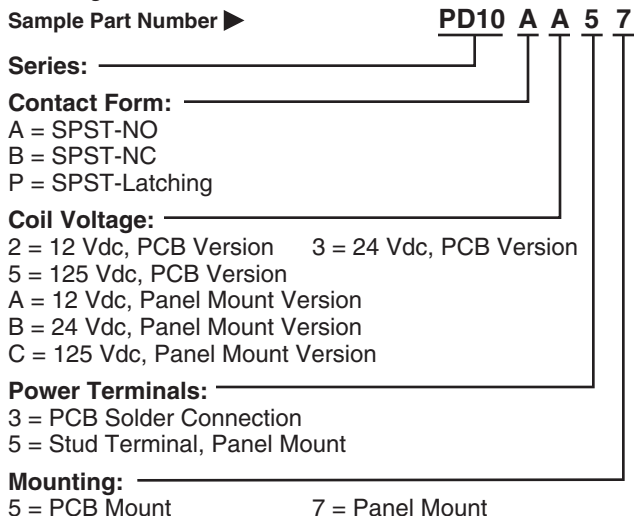 Sample Part Number ▶ PD10 A A 5 7
Series:
Contact Form:
A = SPST-NO
B = SPST-NC
P = SPST-Latching
Coil Voltage:
2 = 12 Vdc, PCB Version 3 = 24 Vdc, PCB Version
5 = 125 Vdc, PCB Version
A = 12 Vdc, Panel Mount Version
B = 24 Vdc, Panel Mount Version
C = 125 Vdc, Panel Mount Version
Power Terminals:
3 = PCB Solder Connection
5 = Stud Terminal, Panel Mount
Mounting:
5 = PCB Mount 7 = Panel Mount